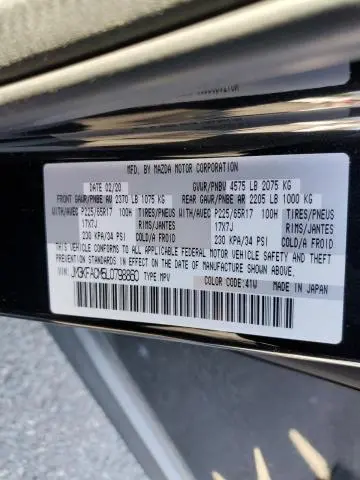 MFD. BY MAZDA MOTOR CORPORATION
DATE 02/20 GVWR/PNBV 4575 LB 2075 KG
FRONT GAWR/PNBE AV 2370 LB 1075 KG REAR GAWR/PNBE AR 2205 LB 1000 KG
WITH/AVEC P225/65R17 100H TIRES/PNEUS WITH/AVEC P225/65R17 100H TIRES/PNEUS
17X7J RIMS/JANTES 17X7J RIMS/JANTES
230 KPA/34 PSI COLD/A FROID 230 KPA/34 PSI COLD/A FROID
THIS VEHICLE CONFORMS TO ALL APPLICABLE FEDERAL MOTOR VEHICLE SAFETY AND THEFT
PREVENTION STANDARDS IN EFFECT ON THE DATE OF MANUFACTURE SHOWN ABOVE.
VIN: JM3KFACM5L0798860 TYPE MPV
COLOR CODE:41W MADE IN JAPAN